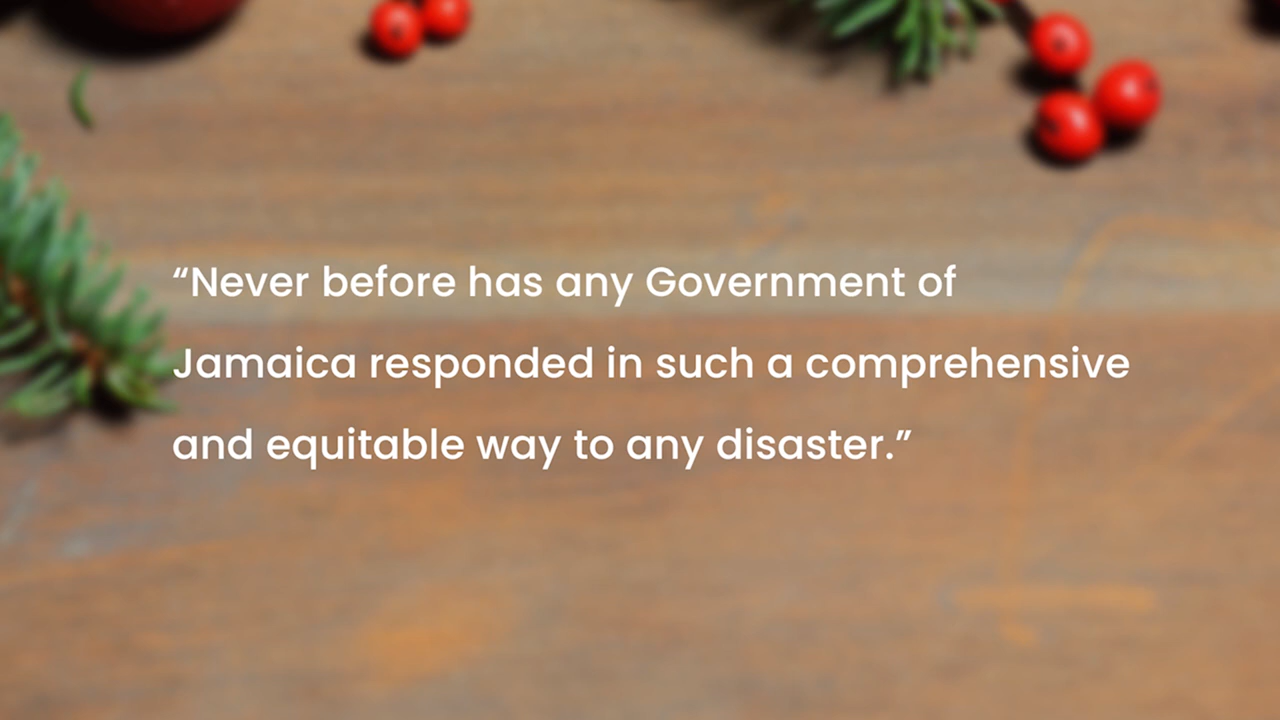 “Never before has any Government of
Jamaica responded in such a comprehensive
and equitable way to any disaster.”